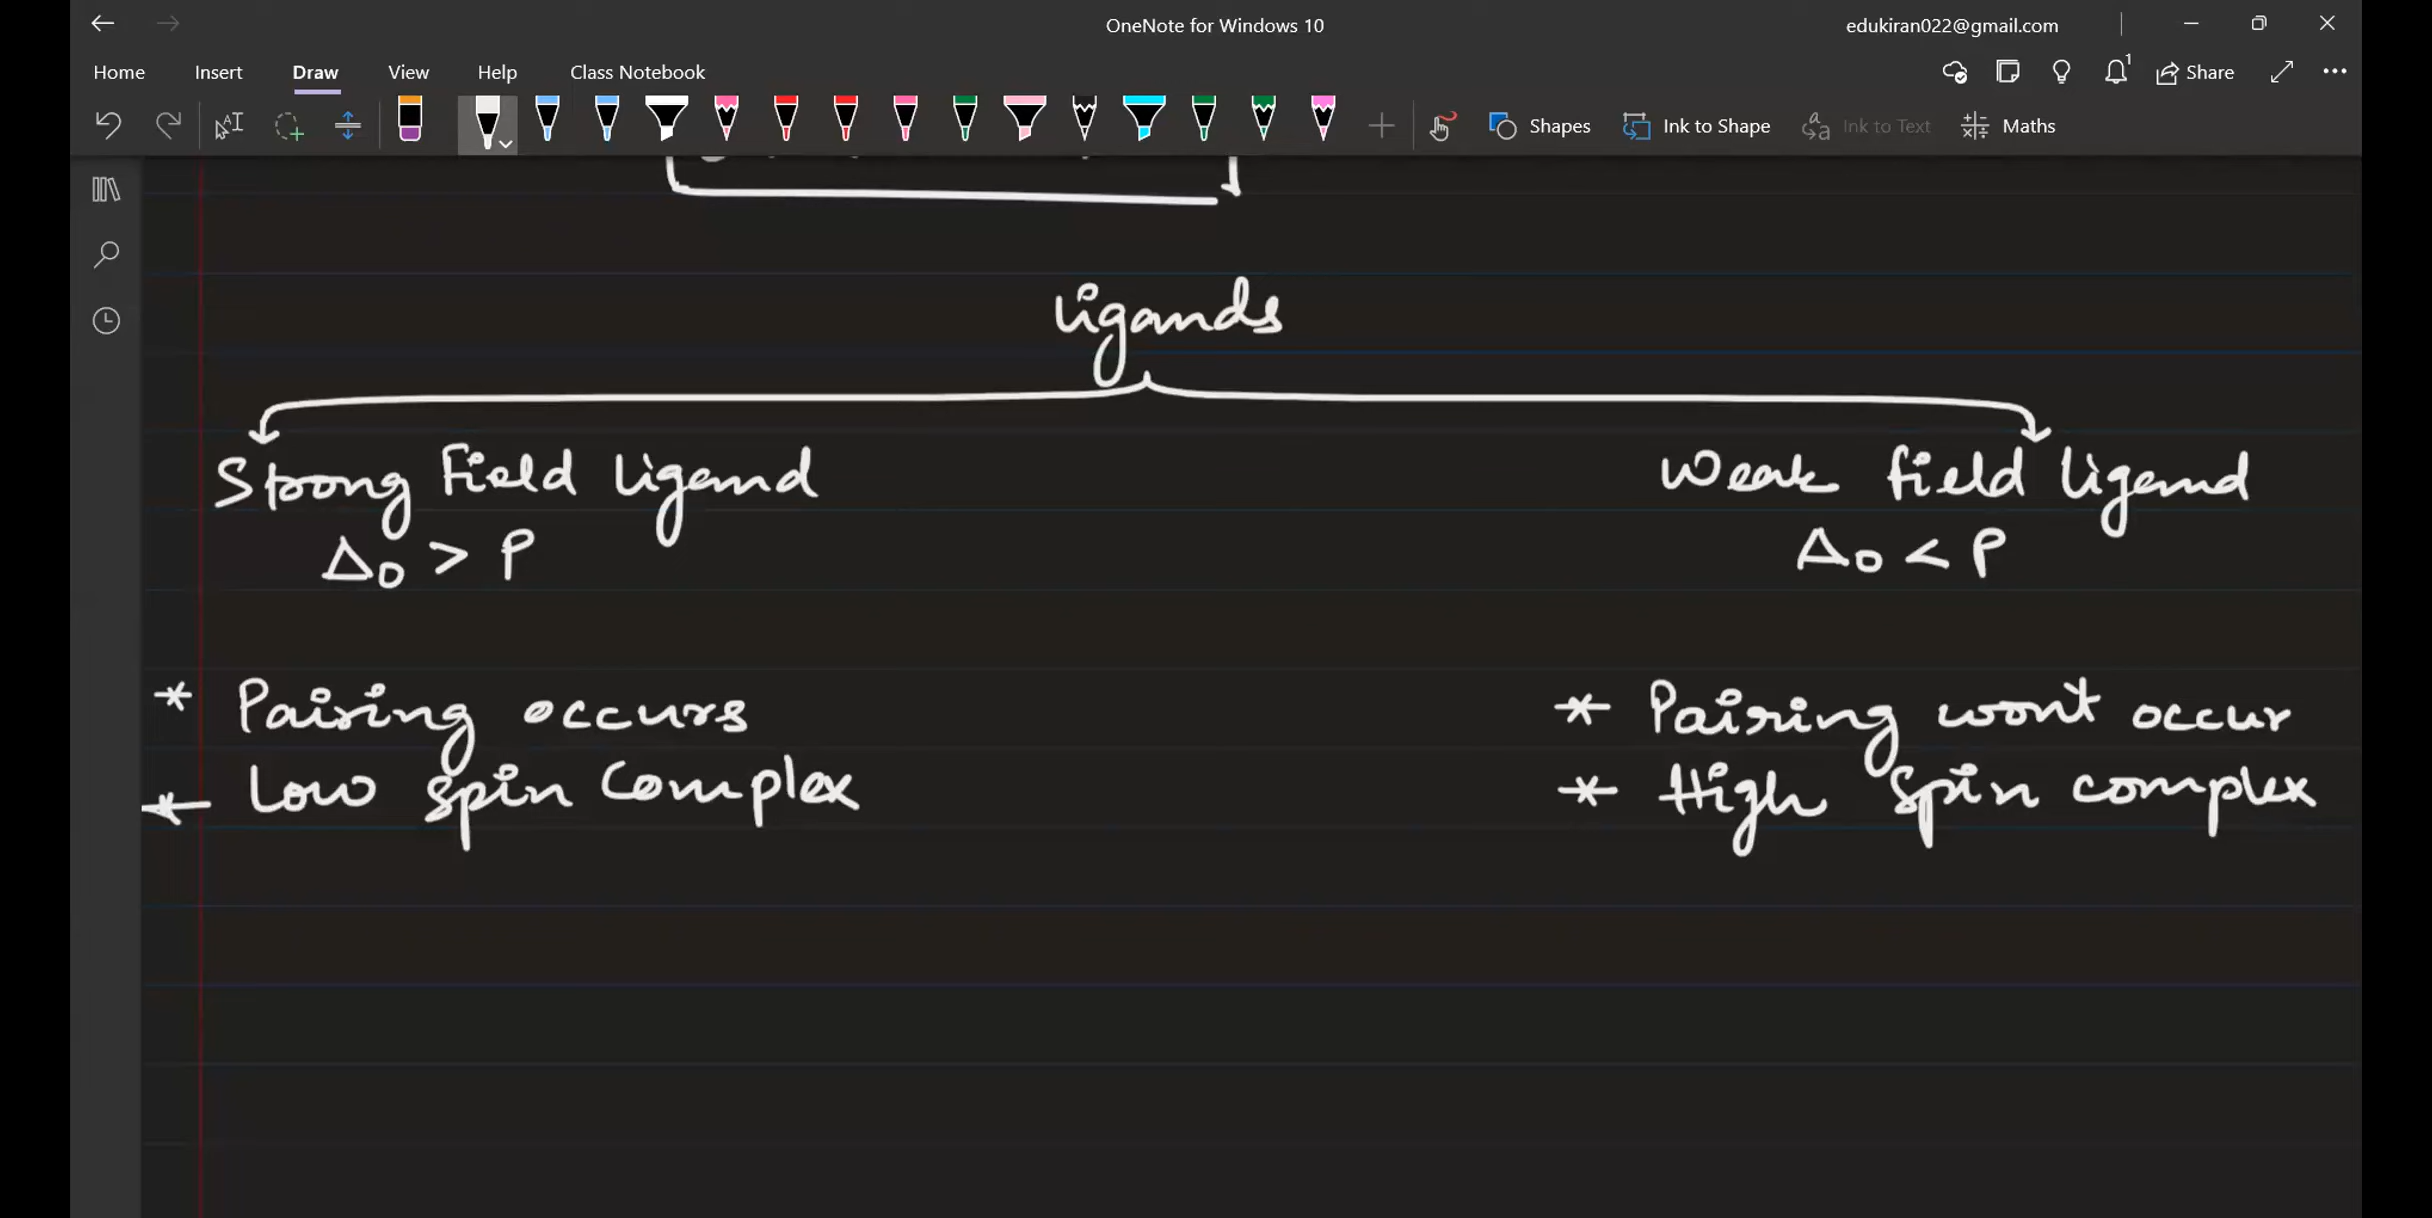 OneNote for Windows 10
edukiran022@gmail.com
Home Insert Draw View Help Class Notebook
1
Share
Shapes Ink to Shape Ink to Text Maths
Ligands
Strong Field Ligand
Δo > P
Weak field ligand
Δo < P
* Pairing occurs
* Low spin Complex
* Pairing won't occur
* High spin complex